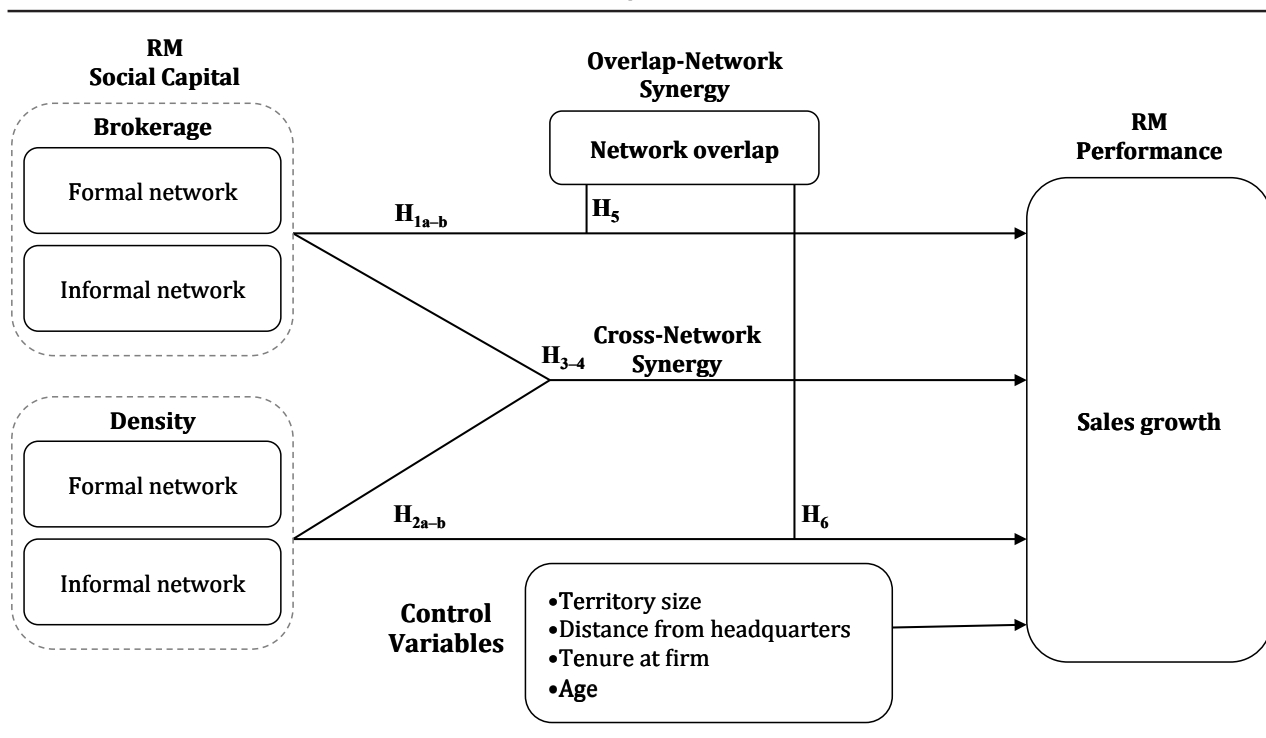 RM
Social Capital
Brokerage
Formal network
Informal network
Density
Formal network
Informal network
Overlap-Network
Synergy
Network overlap
H1a–b
H5
H3–4
Cross-Network
Synergy
H2a–b
H6
Control
Variables
•Territory size
•Distance from headquarters
•Tenure at firm
•Age
RM
Performance
Sales growth